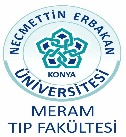 NECMETTİN ERBAKAN
ÜNİVERSİTESİ
KONYA
MERAM
TIP FAKÜLTESİ